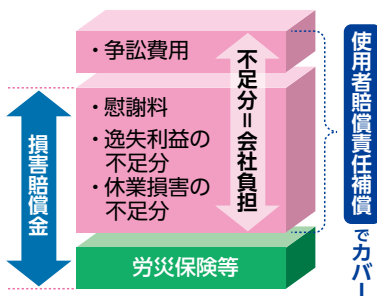 ・争訟費用
・慰謝料
・逸失利益の
不足分
・休業損害の
不足分
不足分＝会社負担
労災保険等
損害賠償金
使用者賠償責任補償
でカバー